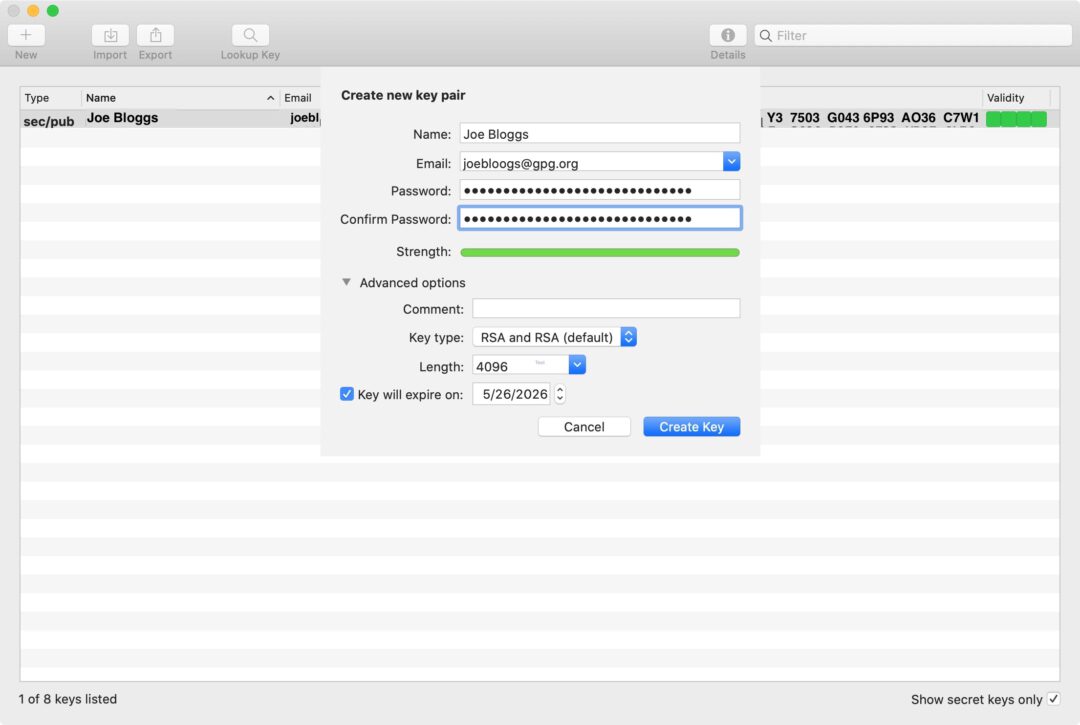 New Import Export Lookup Key Details Filter
Type Name Email Validity
sec/pub Joe Bloggs joebl Y3 7503 G043 6P93 AO36 C7W1
Create new key pair
Name: Joe Bloggs
Email: joebloogs@gpg.org
Password: ●●●●●●●●●●●●●●●●●●●●●●●●●●●●●
Confirm Password: ●●●●●●●●●●●●●●●●●●●●●●●●●●●●●
Strength:
Advanced options
Comment:
Key type: RSA and RSA (default)
Length: 4096
Key will expire on: 5/26/2026
Cancel Create Key
1 of 8 keys listed Show secret keys only